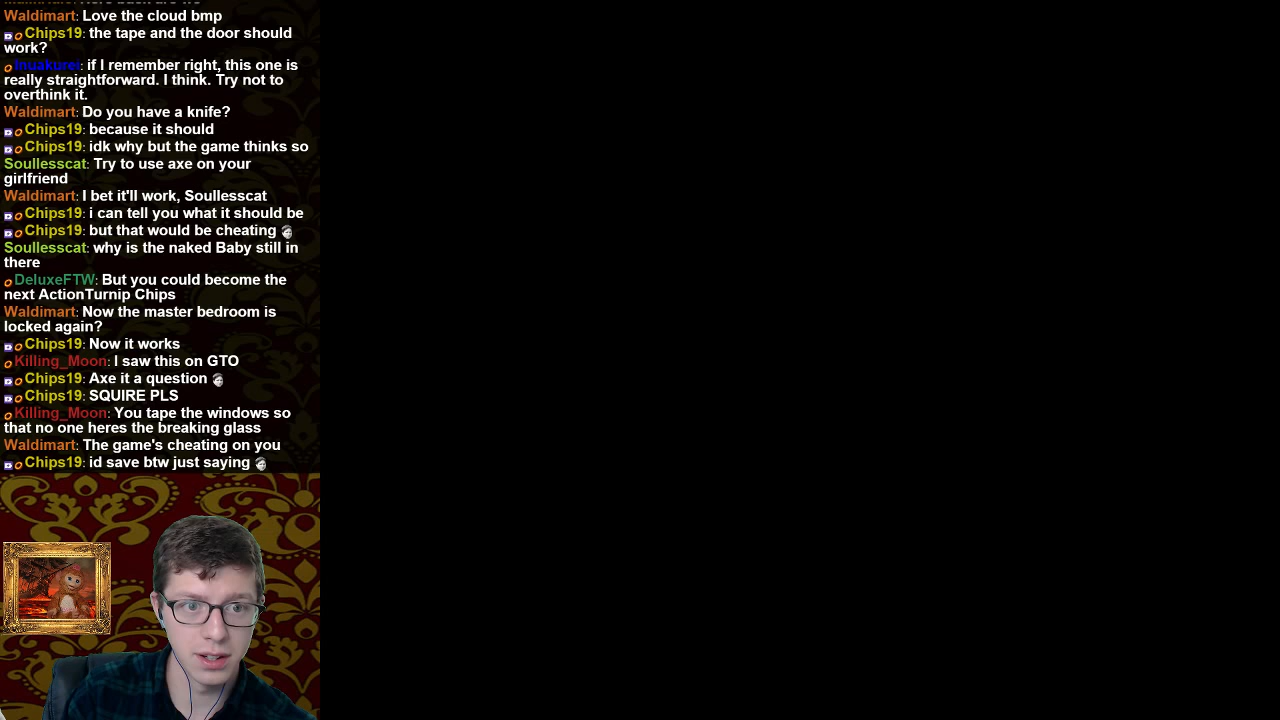 Waldimart: Love the cloud bmp
Chips19: the tape and the door should
work?
Inuakurei: if I remember right, this one is
really straightforward. I think. Try not to
overthink it.
Waldimart: Do you have a knife?
Chips19: because it should
Chips19: idk why but the game thinks so
Soullesscat: Try to use axe on your
girlfriend
Waldimart: I bet it'll work, Soullesscat
Chips19: i can tell you what it should be
Chips19: but that would be cheating
Soullesscat: why is the naked Baby still in
there
DeluxeFTW: But you could become the
next ActionTurnip Chips
Waldimart: Now the master bedroom is
locked again?
Chips19: Now it works
Killing_Moon: I saw this on GTO
Chips19: Axe it a question
Chips19: SQUIRE PLS
Killing_Moon: You tape the windows so
that no one heres the breaking glass
Waldimart: The game's cheating on you
Chips19: id save btw just saying